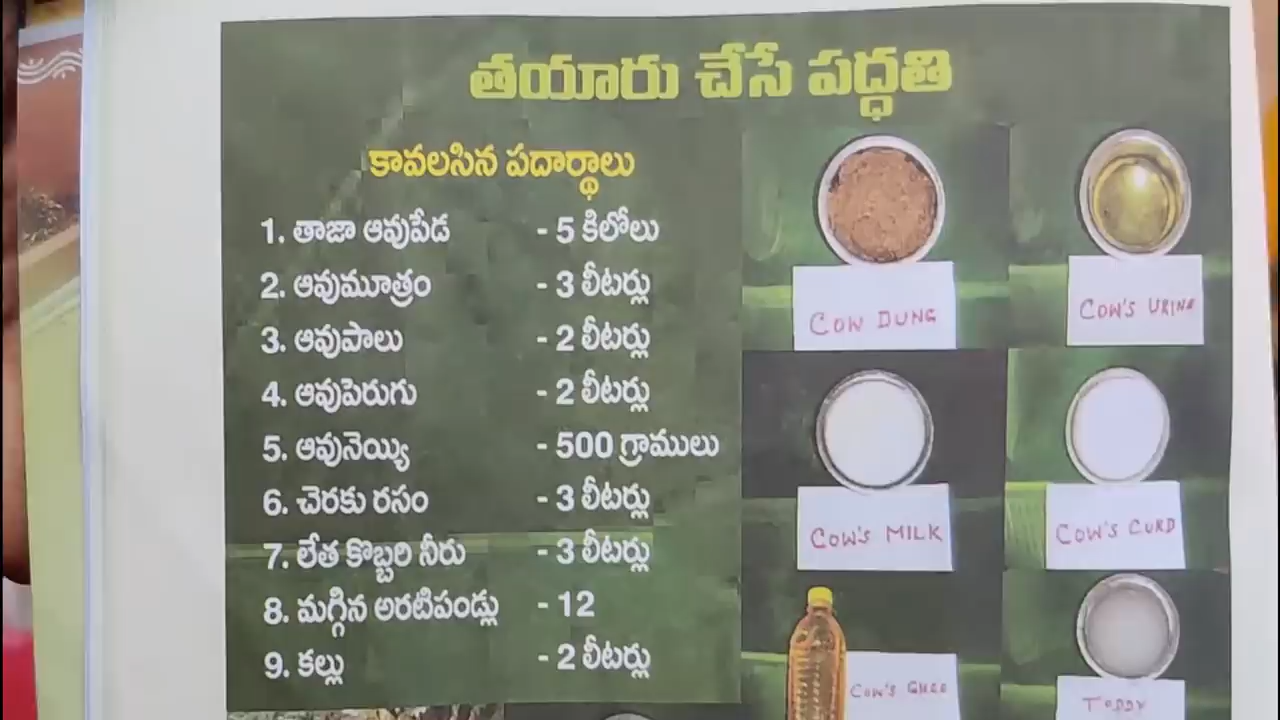 తయారు చేసే పద్ధతి
కావలసిన పదార్థాలు
1. తాజా ఆవుపేడ - 5 కిలోలు
2. ఆవుమూత్రం - 3 లీటర్లు
3. ఆవుపాలు - 2 లీటర్లు
4. ఆవుపెరుగు - 2 లీటర్లు
5. ఆవునెయ్యి - 500 గ్రాములు
6. చెరకు రసం - 3 లీటర్లు
7. లేత కొబ్బరి నీరు - 3 లీటర్లు
8. మగ్గిన అరటిపండ్లు - 12
9. కల్లు - 2 లీటర్లు
COW DUNG
COW'S URINE
COW'S MILK
COW'S CURD
COW'S GHEE
TODDY